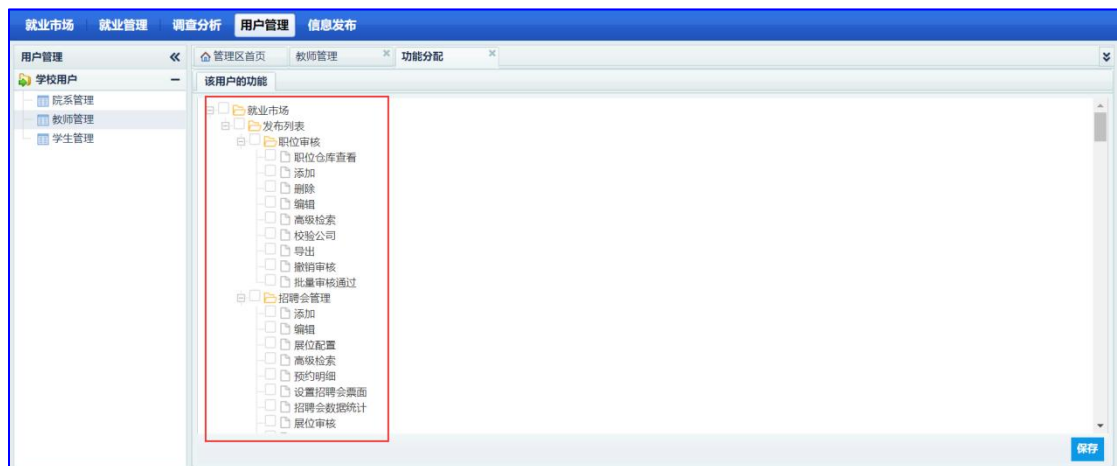 就业市场 就业管理 调查分析 用户管理 信息发布
用户管理
管理区首页 教师管理 功能分配
学校用户
该用户的功能
院系管理
教师管理
学生管理
就业市场
发布列表
职位审核
职位仓库查看
添加
删除
编辑
高级检索
校验公司
导出
撤销审核
批量审核通过
招聘会管理
添加
编辑
展位配置
高级检索
预约明细
设置招聘会票面
招聘会数据统计
展位审核
保存